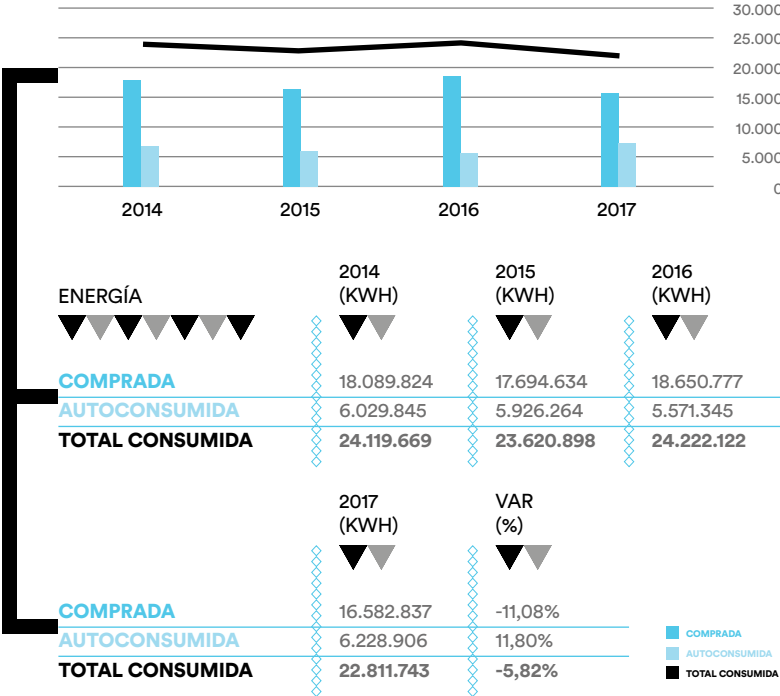 30.000
25.000
20.000
15.000
10.000
5.000
0
2014 2015 2016 2017
ENERGÍA
2014 (KWH)
2015 (KWH)
2016 (KWH)
COMPRADA 18.089.824 17.694.634 18.650.777
AUTOCONSUMIDA 6.029.845 5.926.264 5.571.345
TOTAL CONSUMIDA 24.119.669 23.620.898 24.222.122
2017 (KWH)
VAR (%)
COMPRADA 16.582.837 -11,08%
AUTOCONSUMIDA 6.228.906 11,80%
TOTAL CONSUMIDA 22.811.743 -5,82%
COMPRADA
AUTOCONSUMIDA
TOTAL CONSUMIDA